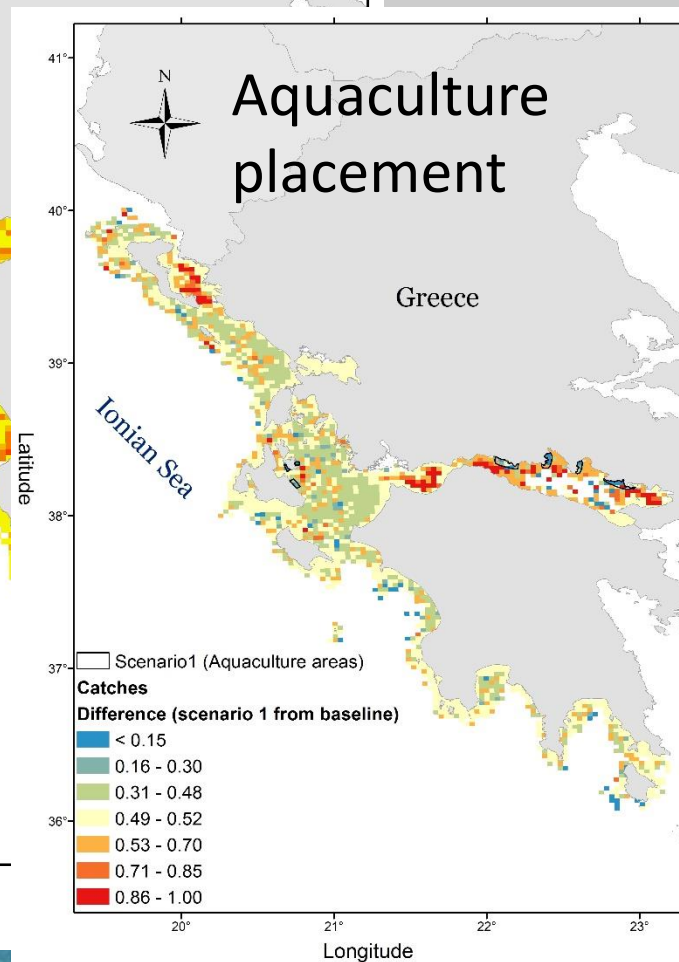 Aquaculture
placement
N
41°
40°
39°
38°
37°
36°
Latitude
Greece
Ionian Sea
Scenario1 (Aquaculture areas)
Catches
Difference (scenario 1 from baseline)
< 0.15
0.16 - 0.30
0.31 - 0.48
0.49 - 0.52
0.53 - 0.70
0.71 - 0.85
0.86 - 1.00
20°
21°
22°
23°
Longitude